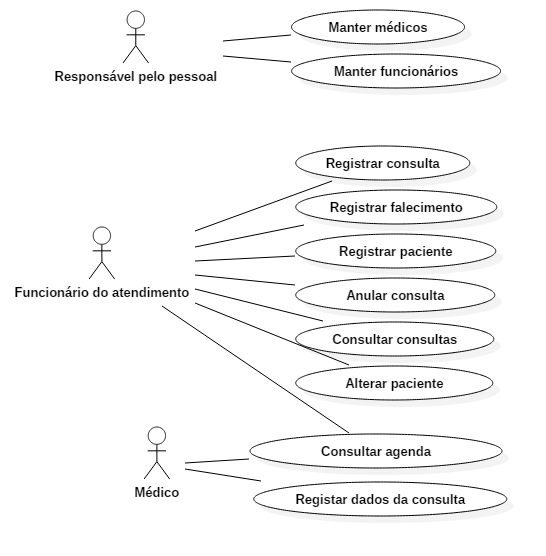 Manter médicos
Responsável pelo pessoal
Manter funcionários
Registrar consulta
Registrar falecimento
Registrar paciente
Funcionário do atendimento
Anular consulta
Consultar consultas
Alterar paciente
Consultar agenda
Médico
Registar dados da consulta